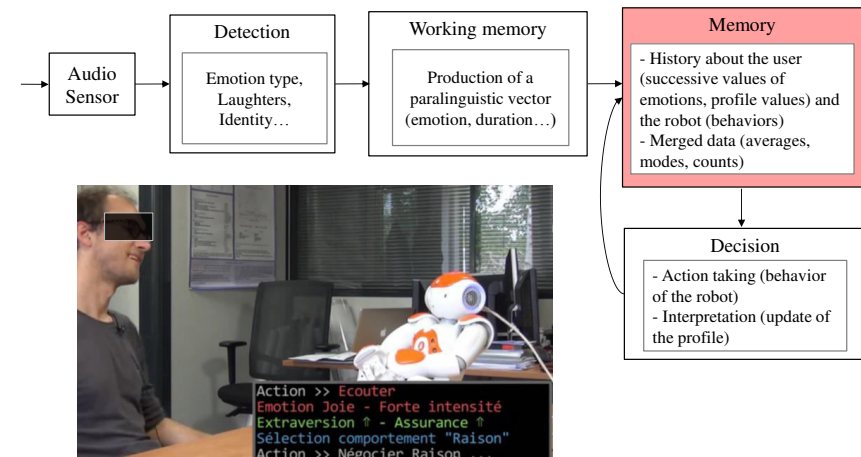 Audio
Sensor
Detection
Emotion type,
Laughters,
Identity…
Working memory
Production of a
paralinguistic vector
(emotion, duration…)
Memory
- History about the user
(successive values of
emotions, profile values) and
the robot (behaviors)
- Merged data (averages,
modes, counts)
Decision
- Action taking (behavior
of the robot)
- Interpretation (update of
the profile)
Action >> Ecouter
Emotion Joie - Forte intensité
Extraversion ⇑ - Assurance ⇑
Sélection comportement "Raison"
Action >> Négocier Raison ...